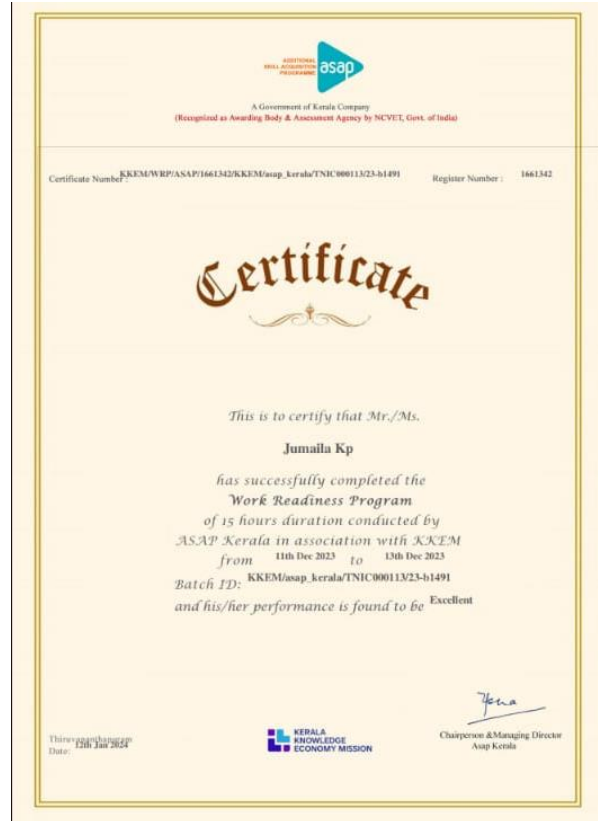 ADDITIONAL
SKILL ACQUISITION
PROGRAMME
asap
A Government of Kerala Company
(Recognized as Awarding Body & Assessment Agency by NCVET, Govt. of India)
Certificate Number : KKEM/WRP/ASAP/1661342/KKEM/asap_kerala/TNIC000113/23-b1491 Register Number : 1661342
Certificate
This is to certify that Mr./Ms.
Jumaila Kp
has successfully completed the
Work Readiness Program
of 15 hours duration conducted by
ASAP Kerala in association with KKEM
from 11th Dec 2023 to 13th Dec 2023
Batch ID: KKEM/asap_kerala/TNIC000113/23-b1491
and his/her performance is found to be Excellent
Thiruvananthapuram
Date: 12th Jan 2024
KERALA
KNOWLEDGE
ECONOMY MISSION
Chairperson &Managing Director
Asap Kerala